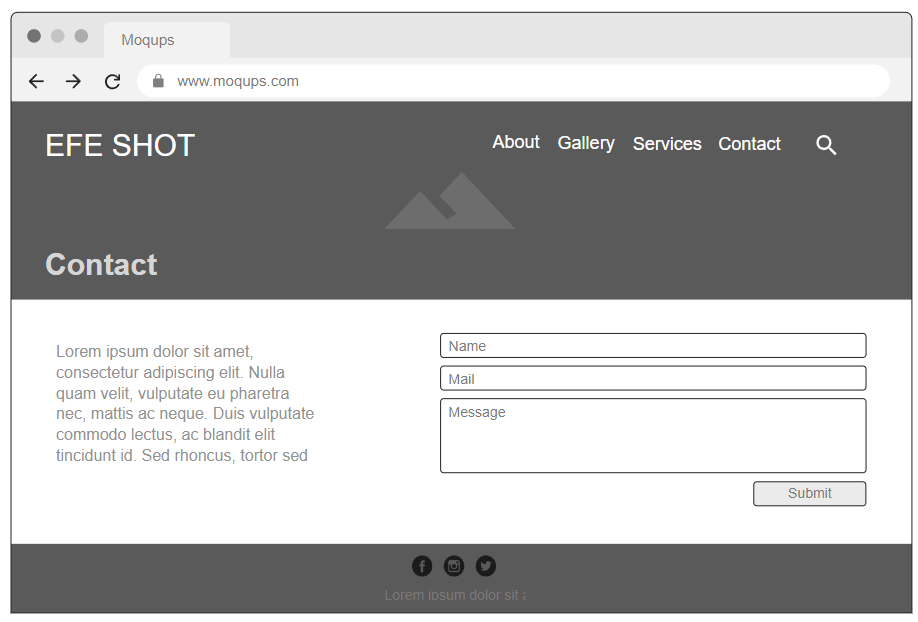 Moqups
www.moqups.com
EFE SHOT
About Gallery Services Contact
Contact
Lorem ipsum dolor sit amet,
consectetur adipiscing elit. Nulla
quam velit, vulputate eu pharetra
nec, mattis ac neque. Duis vulputate
commodo lectus, ac blandit elit
tincidunt id. Sed rhoncus, tortor sed
Name
Mail
Message
Submit
Lorem ipsum dolor sit a